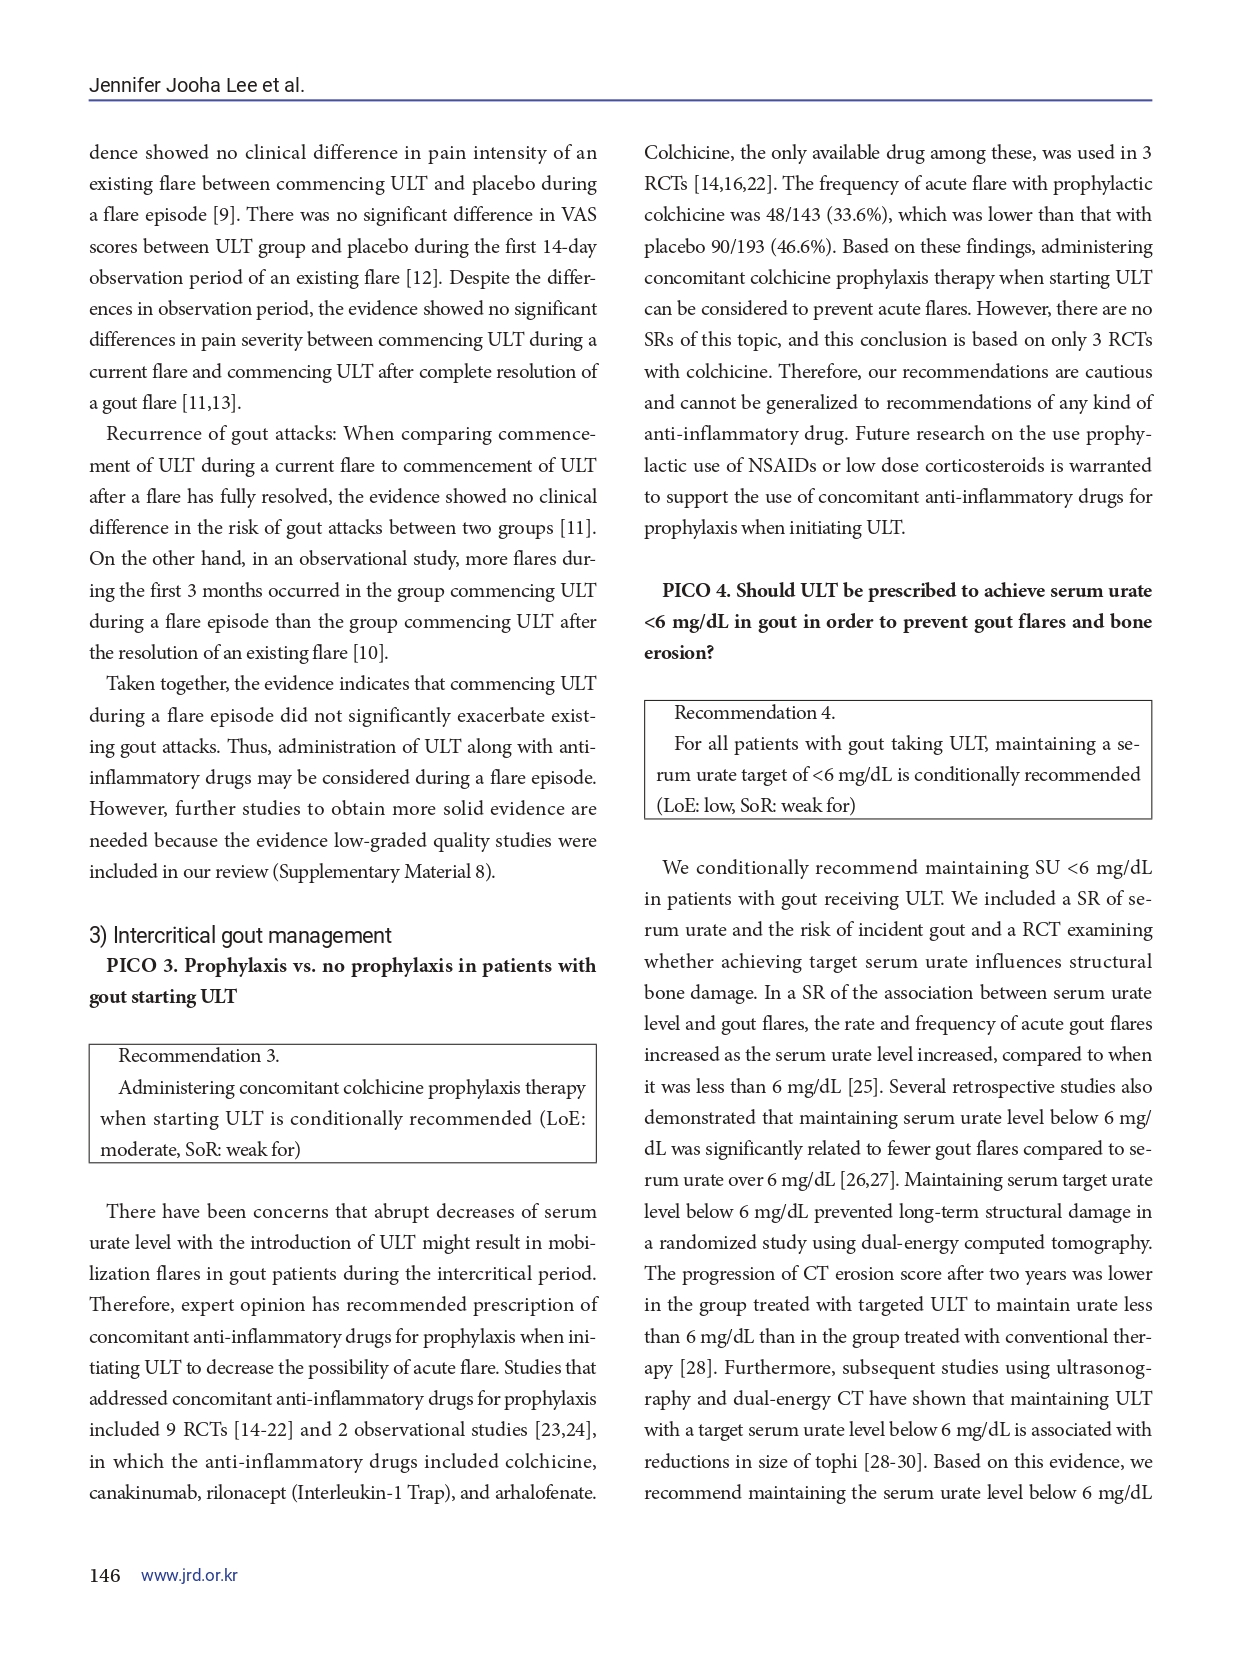 Jennifer Jooha Lee et al.
dence showed no clinical difference in pain intensity of an
existing flare between commencing ULT and placebo during
a flare episode [9]. There was no significant difference in VAS
scores between ULT group and placebo during the first 14-day
observation period of an existing flare [12]. Despite the differ-
ences in observation period, the evidence showed no significant
differences in pain severity between commencing ULT during a
current flare and commencing ULT after complete resolution of
a gout flare [11,13].
Recurrence of gout attacks: When comparing commence-
ment of ULT during a current flare to commencement of ULT
after a flare has fully resolved, the evidence showed no clinical
difference in the risk of gout attacks between two groups [11].
On the other hand, in an observational study, more flares dur-
ing the first 3 months occurred in the group commencing ULT
during a flare episode than the group commencing ULT after
the resolution of an existing flare [10].
Taken together, the evidence indicates that commencing ULT
during a flare episode did not significantly exacerbate exist-
ing gout attacks. Thus, administration of ULT along with anti-
inflammatory drugs may be considered during a flare episode.
However, further studies to obtain more solid evidence are
needed because the evidence low-graded quality studies were
included in our review (Supplementary Material 8).
3) Intercritical gout management
PICO 3. Prophylaxis vs. no prophylaxis in patients with
gout starting ULT
Recommendation 3.
Administering concomitant colchicine prophylaxis therapy
when starting ULT is conditionally recommended (LoE:
moderate, SoR: weak for)
There have been concerns that abrupt decreases of serum
urate level with the introduction of ULT might result in mobi-
lization flares in gout patients during the intercritical period.
Therefore, expert opinion has recommended prescription of
concomitant anti-inflammatory drugs for prophylaxis when ini-
tiating ULT to decrease the possibility of acute flare. Studies that
addressed concomitant anti-inflammatory drugs for prophylaxis
included 9 RCTs [14-22] and 2 observational studies [23,24],
in which the anti-inflammatory drugs included colchicine,
canakinumab, rilonacept (Interleukin-1 Trap), and arhalofenate.
Colchicine, the only available drug among these, was used in 3
RCTs [14,16,22]. The frequency of acute flare with prophylactic
colchicine was 48/143 (33.6%), which was lower than that with
placebo 90/193 (46.6%). Based on these findings, administering
concomitant colchicine prophylaxis therapy when starting ULT
can be considered to prevent acute flares. However, there are no
SRs of this topic, and this conclusion is based on only 3 RCTs
with colchicine. Therefore, our recommendations are cautious
and cannot be generalized to recommendations of any kind of
anti-inflammatory drug. Future research on the use prophy-
lactic use of NSAIDs or low dose corticosteroids is warranted
to support the use of concomitant anti-inflammatory drugs for
prophylaxis when initiating ULT.
PICO 4. Should ULT be prescribed to achieve serum urate
<6 mg/dL in gout in order to prevent gout flares and bone
erosion?
Recommendation 4.
For all patients with gout taking ULT, maintaining a se-
rum urate target of <6 mg/dL is conditionally recommended
(LoE: low, SoR: weak for)
We conditionally recommend maintaining SU <6 mg/dL
in patients with gout receiving ULT. We included a SR of se-
rum urate and the risk of incident gout and a RCT examining
whether achieving target serum urate influences structural
bone damage. In a SR of the association between serum urate
level and gout flares, the rate and frequency of acute gout flares
increased as the serum urate level increased, compared to when
it was less than 6 mg/dL [25]. Several retrospective studies also
demonstrated that maintaining serum urate level below 6 mg/
dL was significantly related to fewer gout flares compared to se-
rum urate over 6 mg/dL [26,27]. Maintaining serum target urate
level below 6 mg/dL prevented long-term structural damage in
a randomized study using dual-energy computed tomography.
The progression of CT erosion score after two years was lower
in the group treated with targeted ULT to maintain urate less
than 6 mg/dL than in the group treated with conventional ther-
apy [28]. Furthermore, subsequent studies using ultrasonog-
raphy and dual-energy CT have shown that maintaining ULT
with a target serum urate level below 6 mg/dL is associated with
reductions in size of tophi [28-30]. Based on this evidence, we
recommend maintaining the serum urate level below 6 mg/dL
146 www.jrd.or.kr